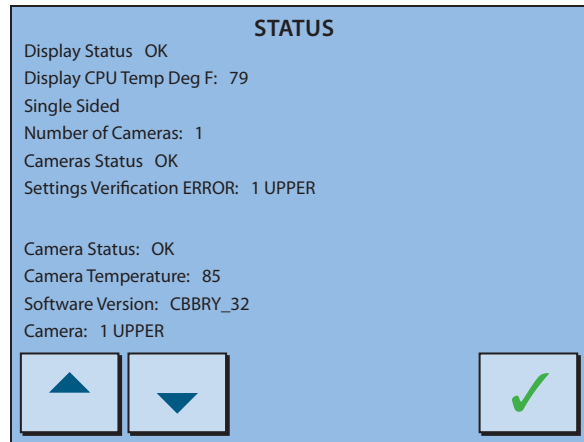 STATUS
Display Status OK
Display CPU Temp Deg F: 79
Single Sided
Number of Cameras: 1
Cameras Status OK
Settings Verification ERROR: 1 UPPER
Camera Status: OK
Camera Temperature: 85
Software Version: CBBRY_32
Camera: 1 UPPER